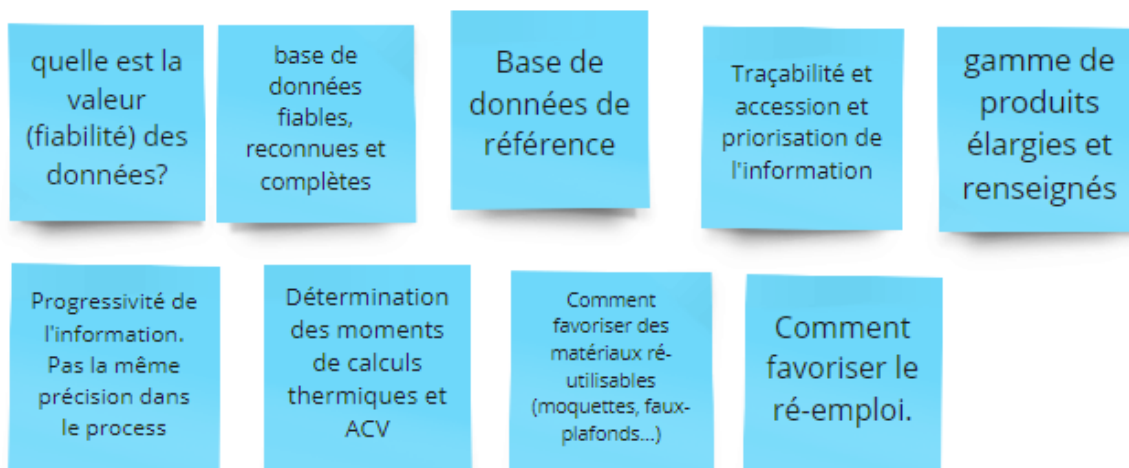 quelle est la
valeur
(fiabilité) des
données?
base de
données
fiables,
reconnues et
complètes
Base de
données de
référence
Traçabilité et
accession et
priorisation de
l'information
gamme de
produits
élargies et
renseignés
Progressivité de
l'information.
Pas la même
précision dans
le process
Détermination
des moments
de calculs
thermiques et
ACV
Comment
favoriser des
matériaux ré-
utilisables
(moquettes, faux-
plafonds...)
Comment
favoriser le
ré-emploi.